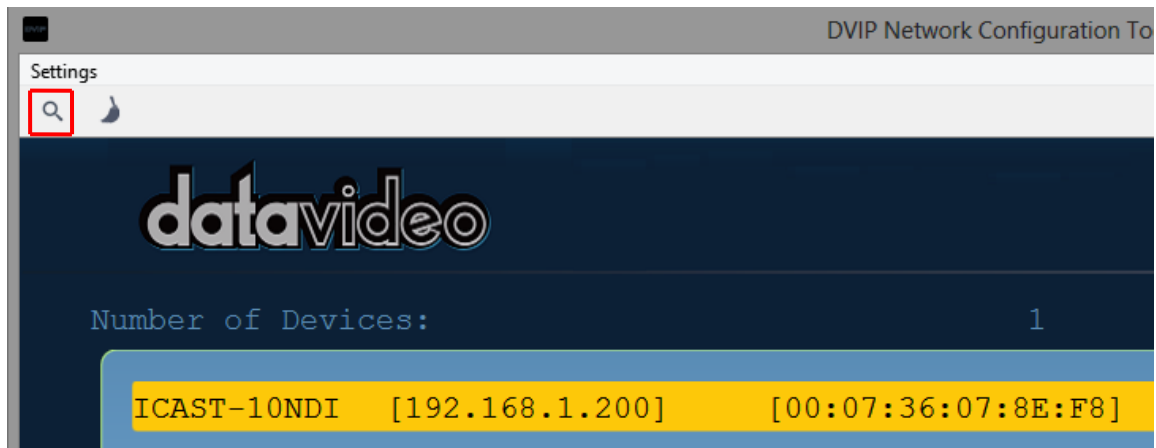 DVIP Network Configuration To
Settings
datavideo
Number of Devices: 1
ICAST-10NDI [192.168.1.200] [00:07:36:07:8E:F8]